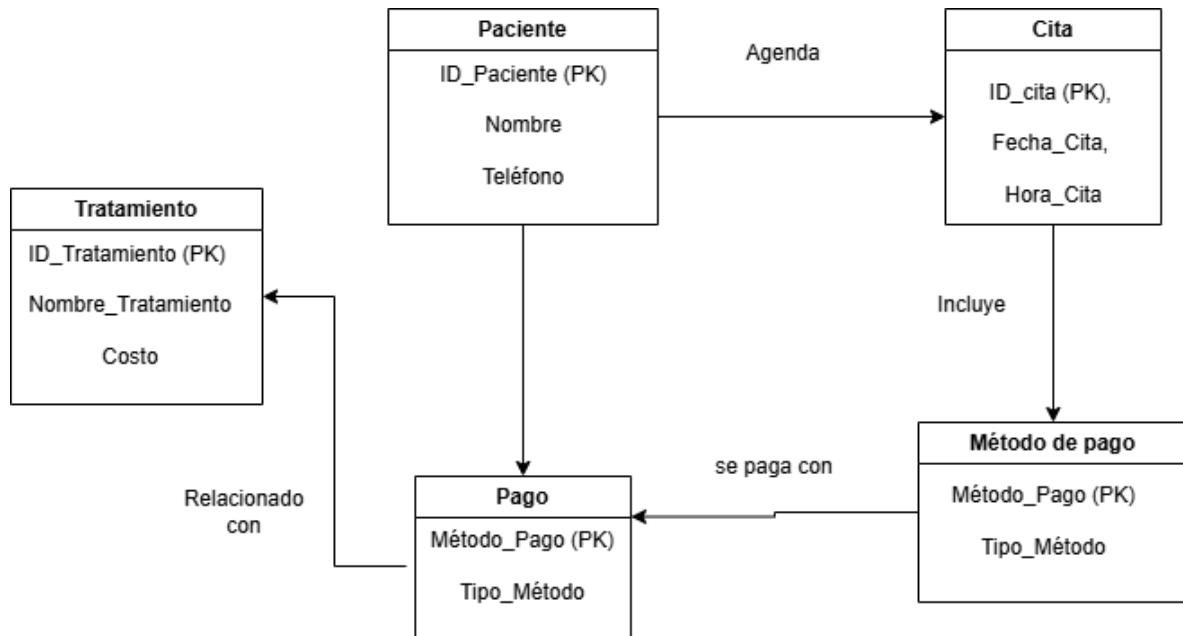 Paciente
ID_Paciente (PK)
Nombre
Teléfono
Agenda
Cita
ID_cita (PK),
Fecha_Cita,
Hora_Cita
Tratamiento
ID_Tratamiento (PK)
Nombre_Tratamiento
Costo
Incluye
Método de pago
Método_Pago (PK)
Tipo_Método
se paga con
Relacionado
con
Pago
Método_Pago (PK)
Tipo_Método